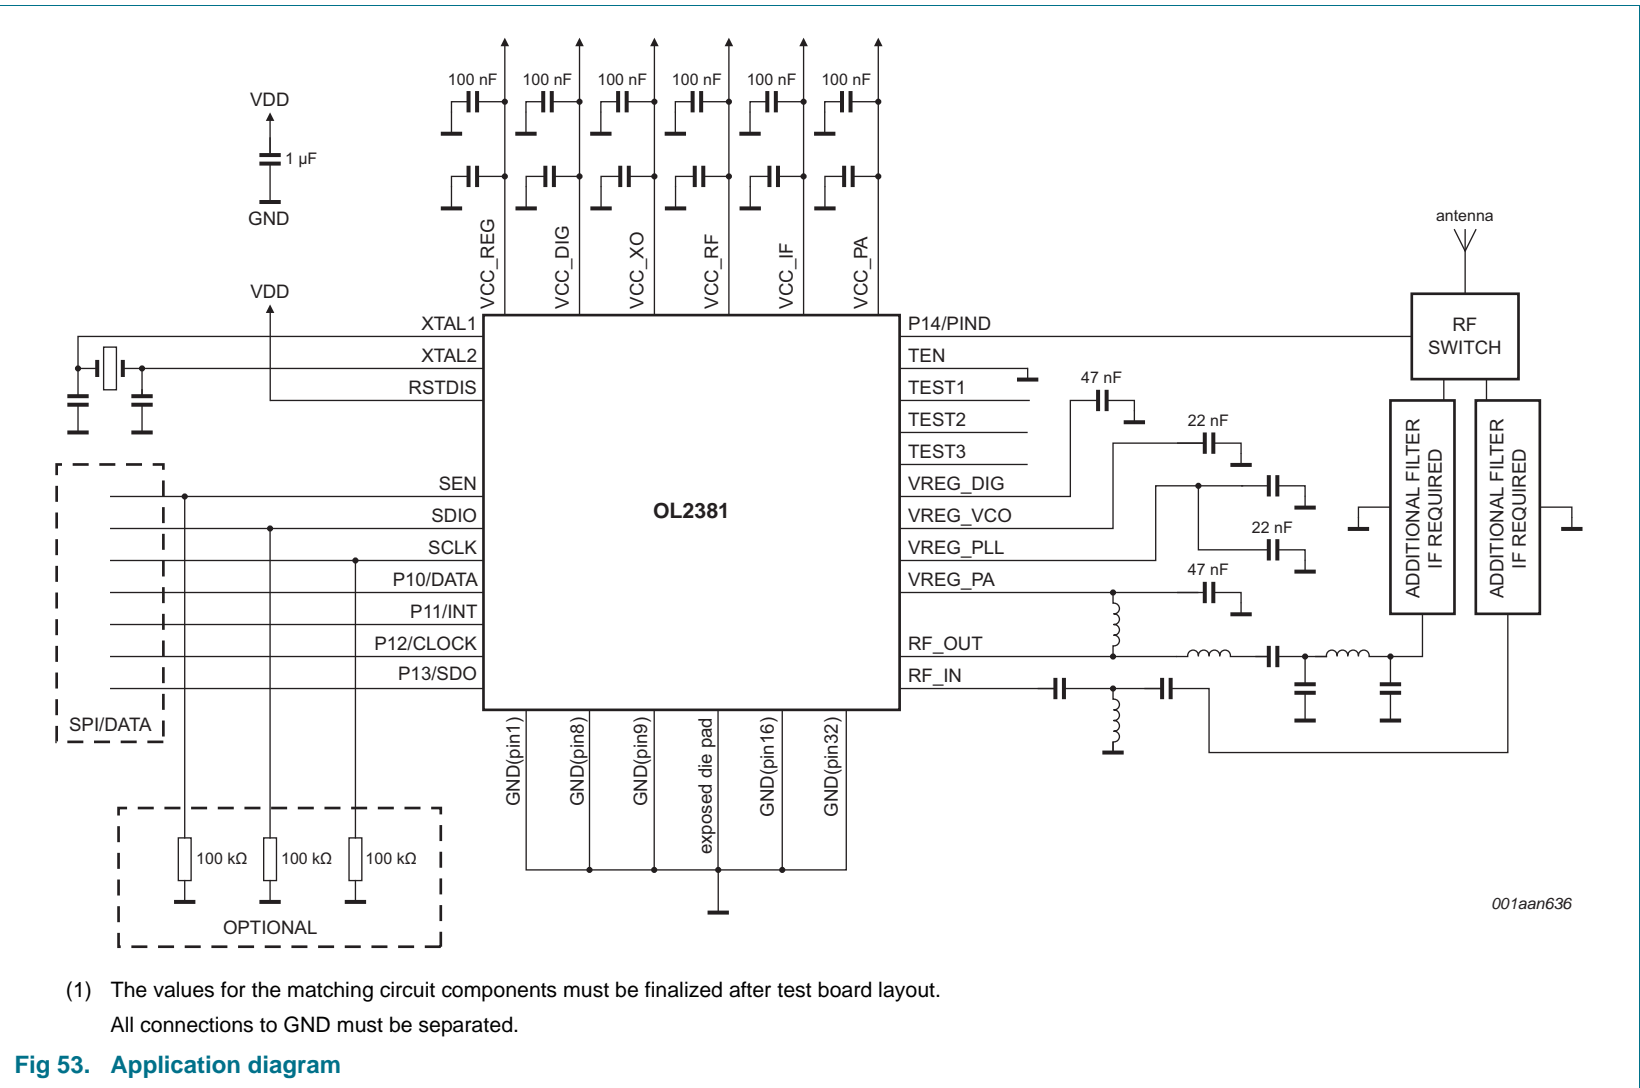 100 nF 100 nF 100 nF 100 nF 100 nF 100 nF
VDD
1 µF
GND
VCC_REG
VCC_DIG
VCC_XO
VCC_RF
VCC_IF
VCC_PA
antenna
VDD
RF
SWITCH
XTAL1
XTAL2
RSTDIS
SEN
SDIO
SCLK
P10/DATA
P11/INT
P12/CLOCK
P13/SDO
SPI/DATA
OL2381
P14/PIND
TEN
TEST1
TEST2
TEST3
VREG_DIG
VREG_VCO
VREG_PLL
VREG_PA
RF_OUT
RF_IN
47 nF
22 nF
22 nF
47 nF
ADDITIONAL FILTER
IF REQUIRED
ADDITIONAL FILTER
IF REQUIRED
GND(pin1)
GND(pin8)
GND(pin9)
exposed die pad
GND(pin16)
GND(pin32)
100 kΩ 100 kΩ 100 kΩ
OPTIONAL
001aan636
(1) The values for the matching circuit components must be finalized after test board layout.
All connections to GND must be separated.
Fig 53. Application diagram